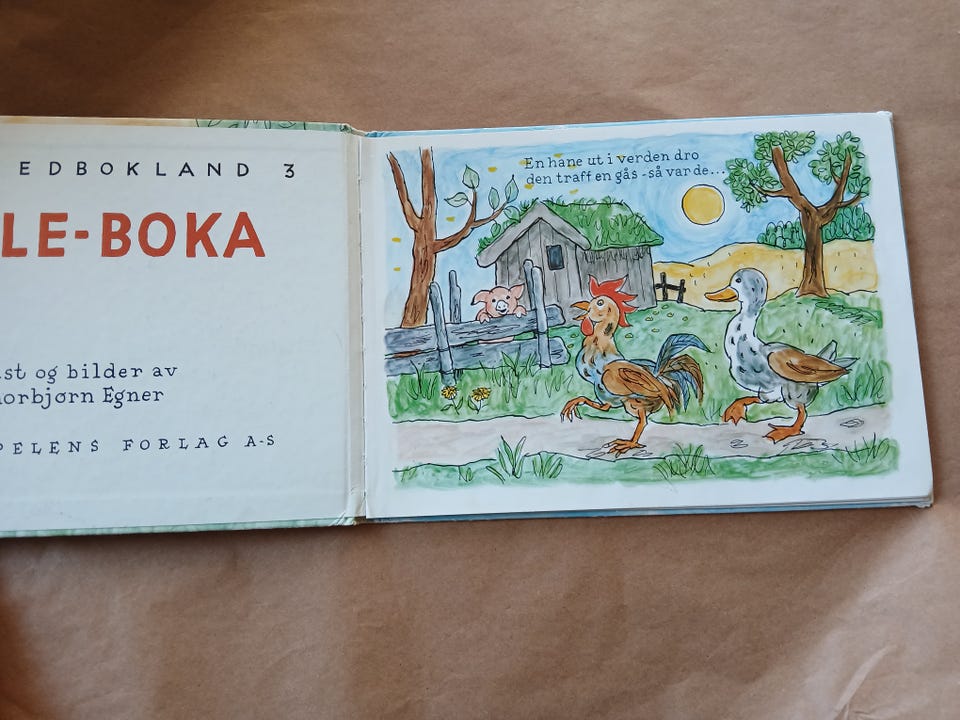 EDBOKLAND 3
LE-BOKA
st og bilder av
orbjørn Egner
PELENS FORLAG A-S
En hane ut i verden dro
den traff en gås - så var de...